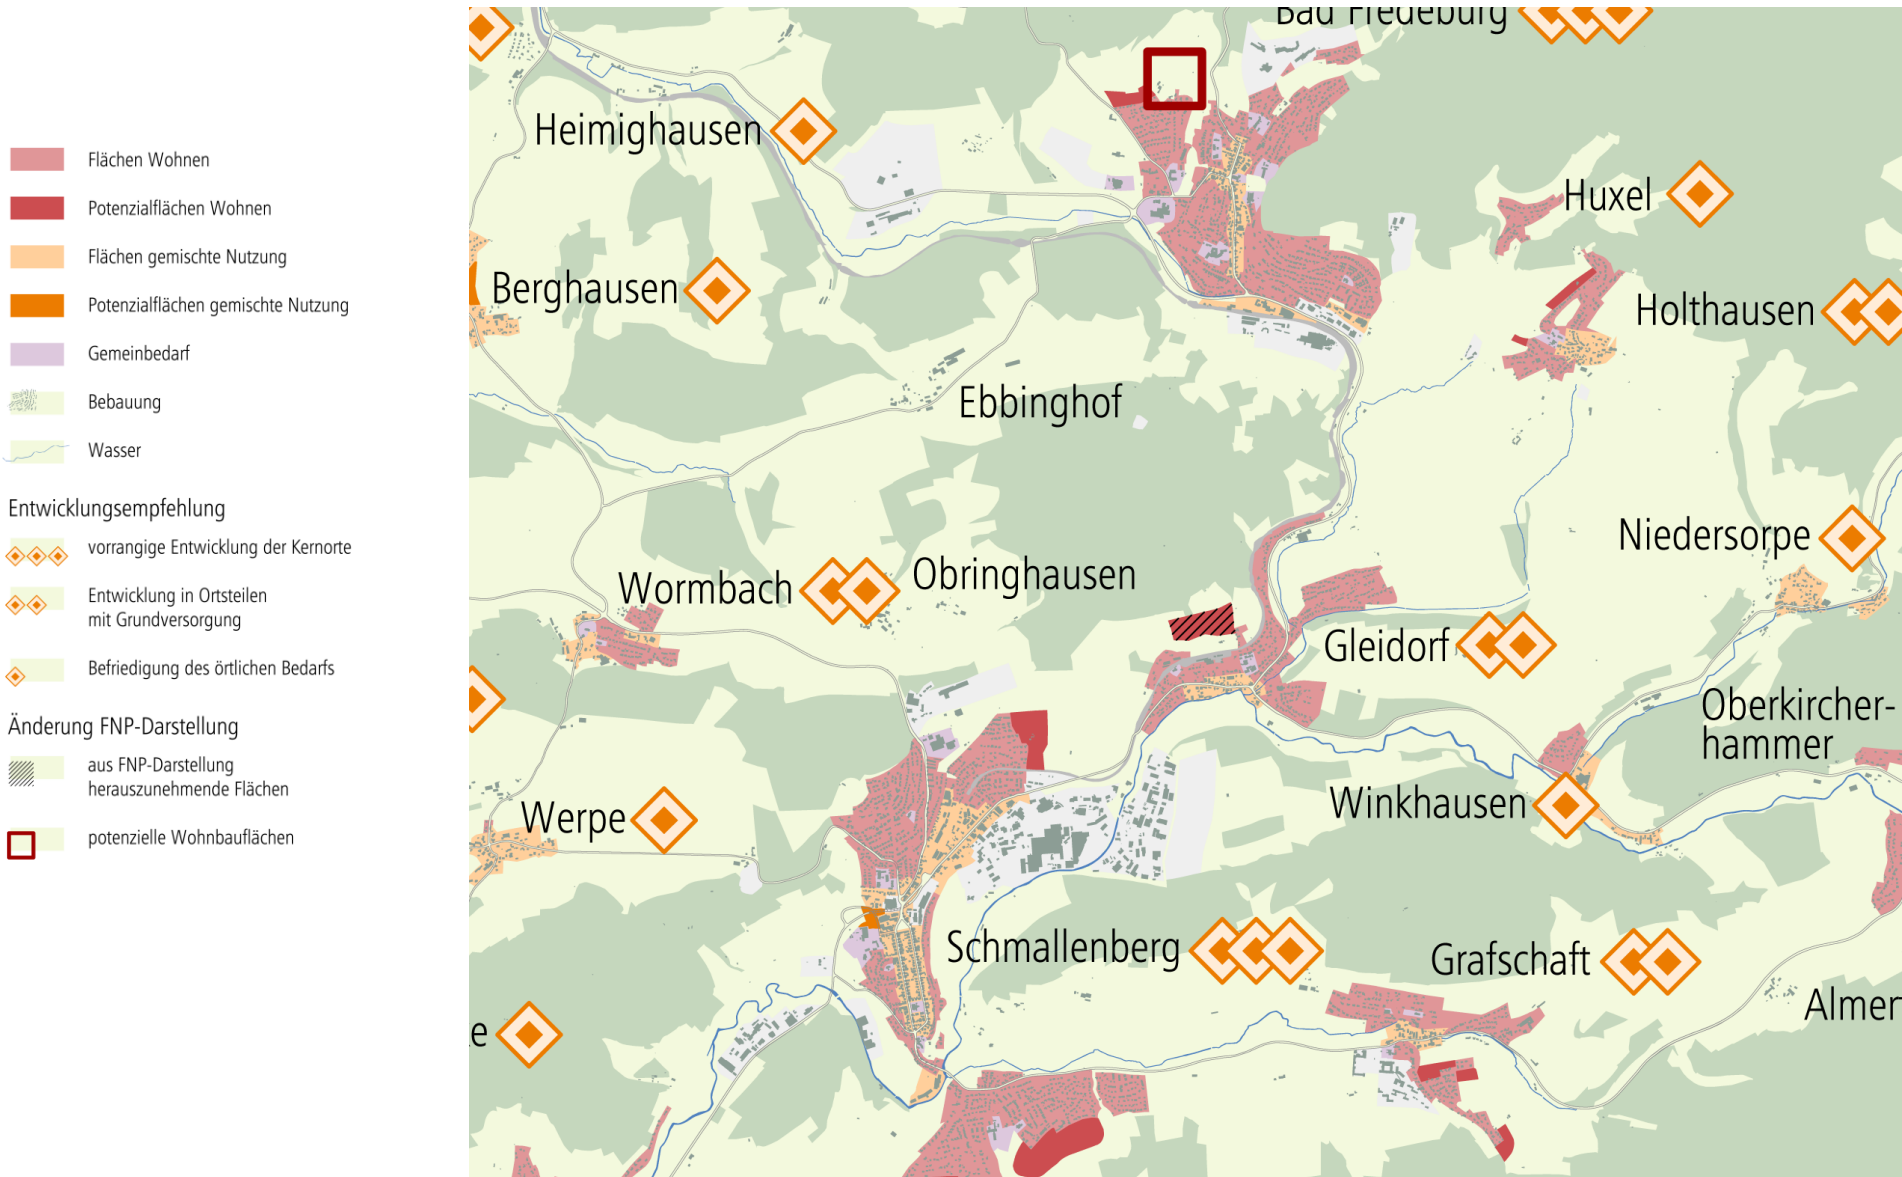 Flächen Wohnen
Potenzialflächen Wohnen
Flächen gemischte Nutzung
Potenzialflächen gemischte Nutzung
Gemeinbedarf
Bebauung
Wasser
Entwicklungsempfehlung
vorrangige Entwicklung der Kernorte
Entwicklung in Ortsteilen
mit Grundversorgung
Befriedigung des örtlichen Bedarfs
Änderung FNP-Darstellung
aus FNP-Darstellung
herauszunehmende Flächen
potenzielle Wohnbauflächen
Bad Fredeburg
Heimighausen
Huxel
Berghausen
Holthausen
Ebbinghof
Niedersorpe
Wormbach
Obringhausen
Gleidorf
Oberkircher-
hammer
Werpe
Winkhausen
Schmallenberg
Grafschaft
Almer
e